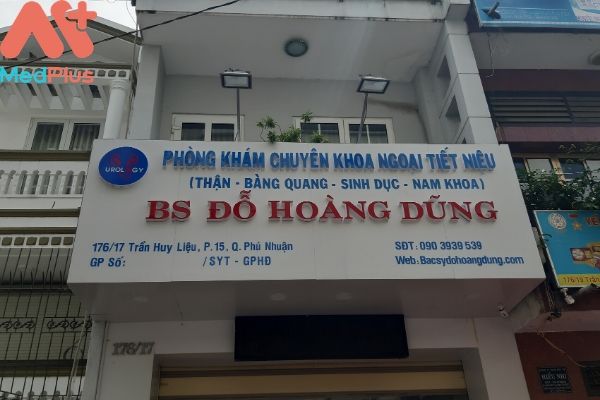 MedPlus
UROLOGY
PHÒNG KHÁM CHUYÊN KHOA NGOẠI TIẾT NIỆU
(THẬN - BÀNG QUANG - SINH DỤC - NAM KHOA)
BS ĐỖ HOÀNG DŨNG
176/17 Trần Huy Liệu, P.15, Q. Phú Nhuận
SĐT: 090 3939 539
GP Số: /SYT - GPHĐ
Web: Bacsydohoangdung.com
176/17